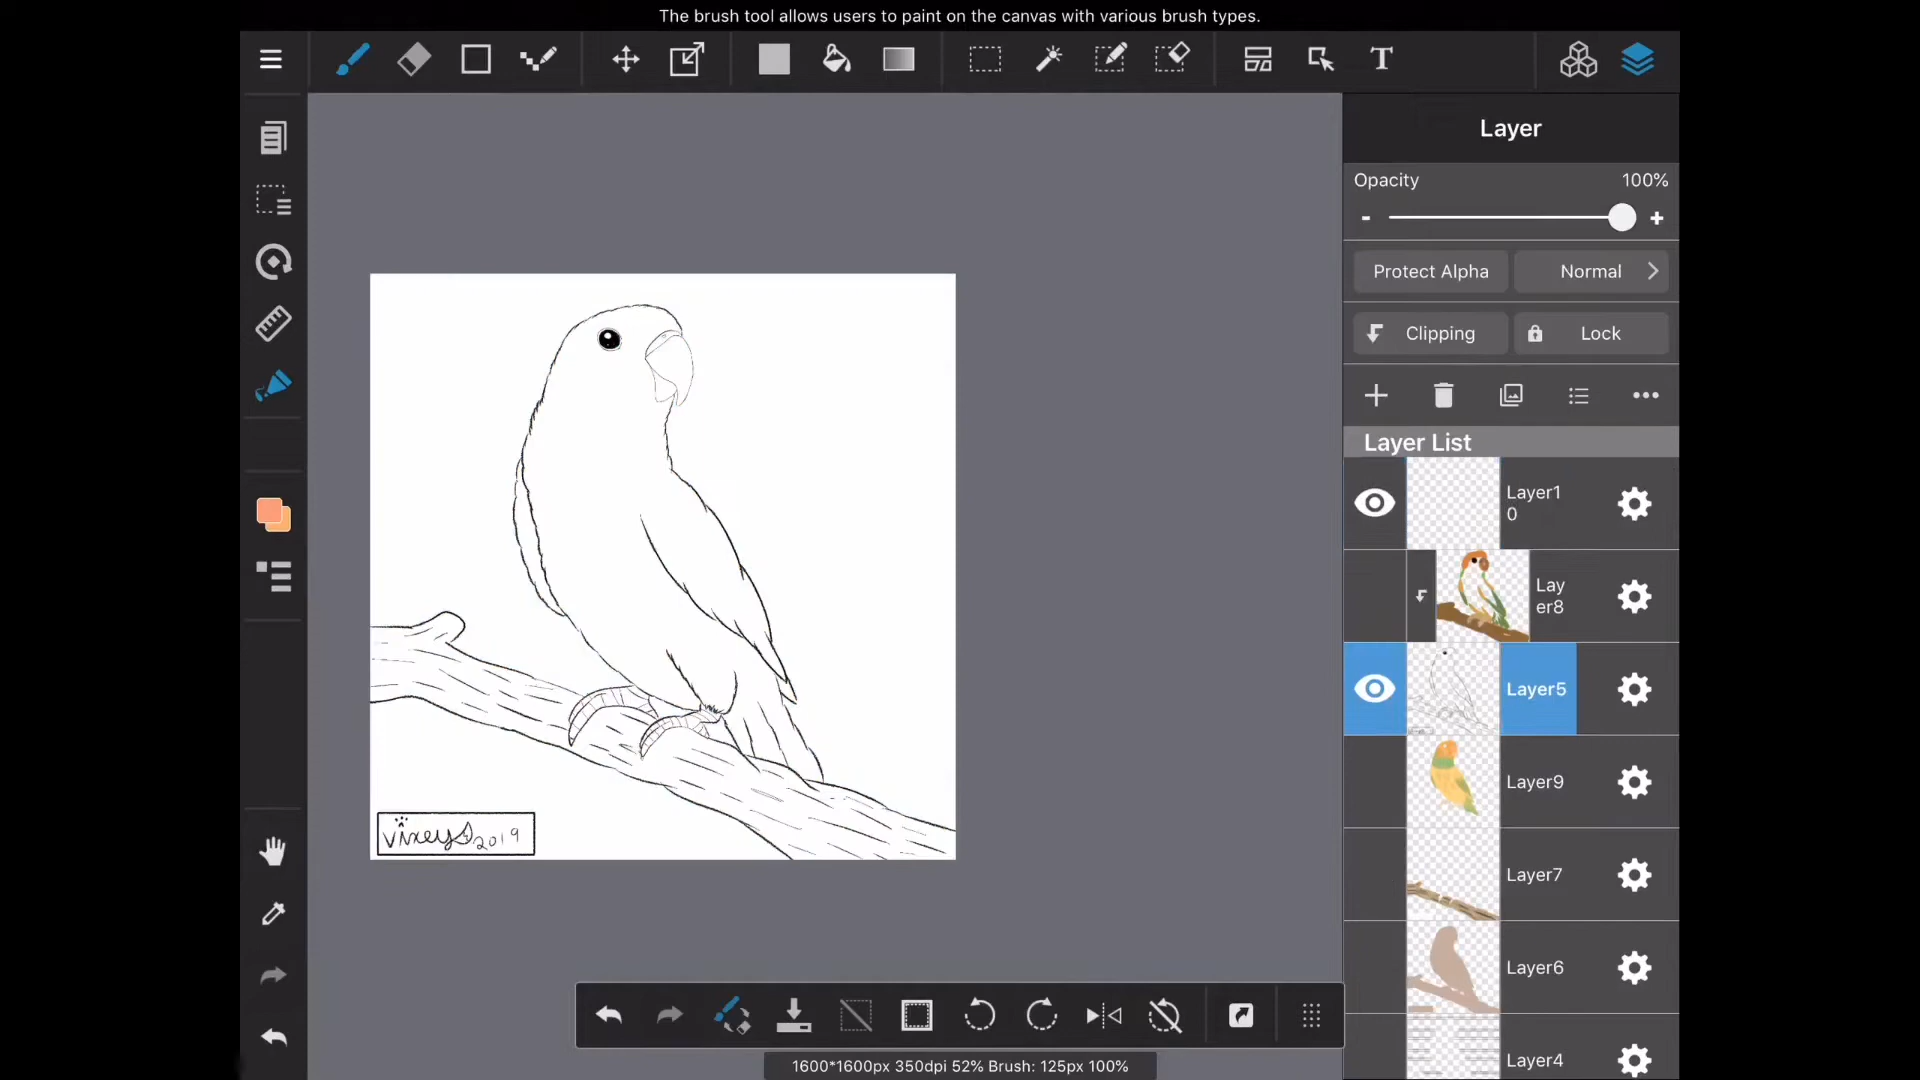 The brush tool allows users to paint on the canvas with various brush types.
T
Layer
Opacity 100%
- +
Protect Alpha Normal
Clipping Lock
Layer List
Layer1
0
Lay
er8
Layer5
Layer9
Layer7
Layer6
Layer4
vixeys 2019
1600*1600px 350dpi 52% Brush: 125px 100%